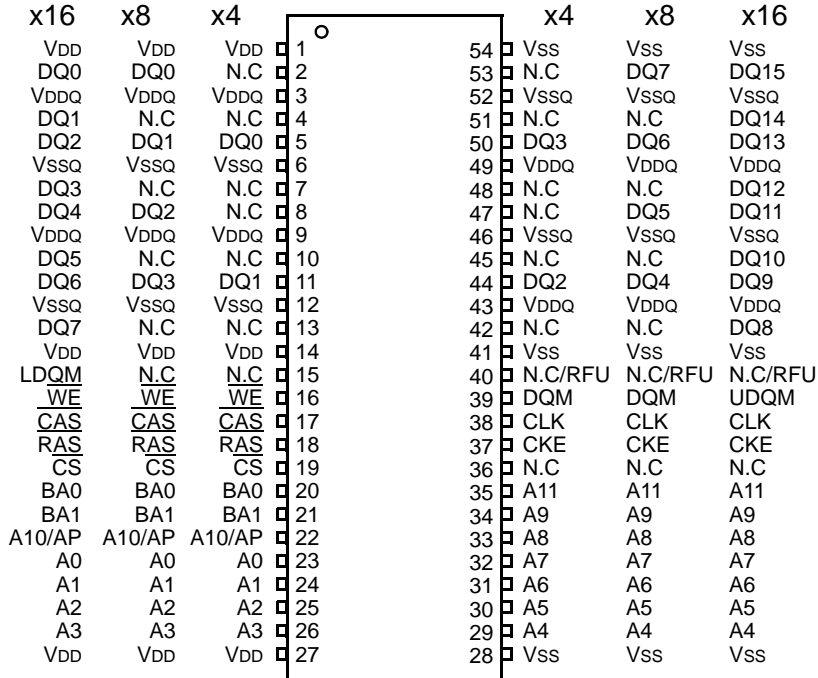 x16 x8 x4 x4 x8 x16
VDD VDD VDD 1 54 VSS VSS VSS
DQ0 DQ0 N.C 2 53 N.C DQ7 DQ15
VDDQ VDDQ VDDQ 3 52 VSSQ VSSQ VSSQ
DQ1 N.C N.C 4 51 N.C N.C DQ14
DQ2 DQ1 DQ0 5 50 DQ3 DQ6 DQ13
VSSQ VSSQ VSSQ 6 49 VDDQ VDDQ VDDQ
DQ3 N.C N.C 7 48 N.C N.C DQ12
DQ4 DQ2 N.C 8 47 N.C DQ5 DQ11
VDDQ VDDQ VDDQ 9 46 VSSQ VSSQ VSSQ
DQ5 N.C N.C 10 45 N.C N.C DQ10
DQ6 DQ3 DQ1 11 44 DQ2 DQ4 DQ9
VSSQ VSSQ VSSQ 12 43 VDDQ VDDQ VDDQ
DQ7 N.C N.C 13 42 N.C N.C DQ8
VDD VDD VDD 14 41 VSS VSS VSS
LDQM N.C N.C 15 40 N.C/RFU N.C/RFU N.C/RFU
WE WE WE 16 39 DQM DQM UDQM
CAS CAS CAS 17 38 CLK CLK CLK
RAS RAS RAS 18 37 CKE CKE CKE
CS CS CS 19 36 N.C N.C N.C
BA0 BA0 BA0 20 35 A11 A11 A11
BA1 BA1 BA1 21 34 A9 A9 A9
A10/AP A10/AP A10/AP 22 33 A8 A8 A8
A0 A0 A0 23 32 A7 A7 A7
A1 A1 A1 24 31 A6 A6 A6
A2 A2 A2 25 30 A5 A5 A5
A3 A3 A3 26 29 A4 A4 A4
VDD VDD VDD 27 28 VSS VSS VSS